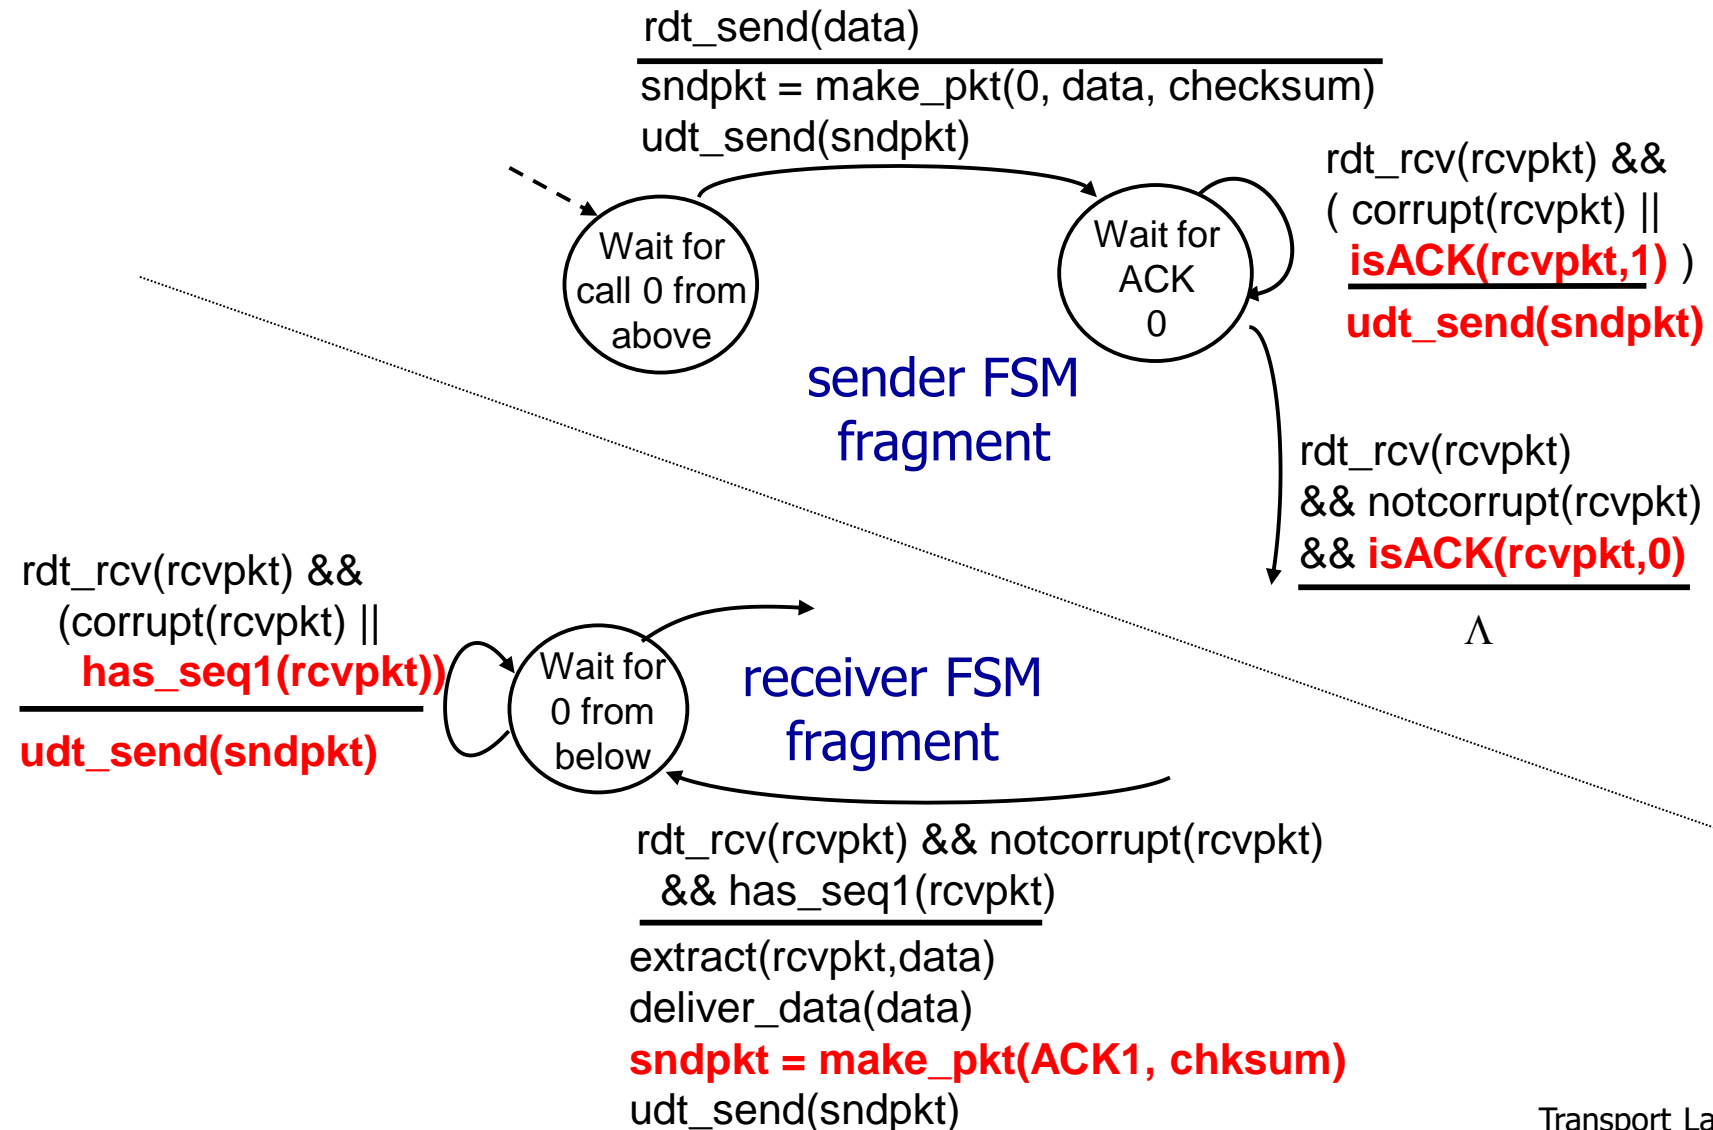 rdt_send(data)
sndpkt = make_pkt(0, data, checksum)
udt_send(sndpkt)
Wait for
call 0 from
above
Wait for
ACK
0
rdt_rcv(rcvpkt) &&
( corrupt(rcvpkt) ||
isACK(rcvpkt,1) )
udt_send(sndpkt)
sender FSM
fragment
rdt_rcv(rcvpkt)
&& notcorrupt(rcvpkt)
&& isACK(rcvpkt,0)
Λ
rdt_rcv(rcvpkt) &&
(corrupt(rcvpkt) ||
has_seq1(rcvpkt))
udt_send(sndpkt)
Wait for
0 from
below
receiver FSM
fragment
rdt_rcv(rcvpkt) && notcorrupt(rcvpkt)
&& has_seq1(rcvpkt)
extract(rcvpkt,data)
deliver_data(data)
sndpkt = make_pkt(ACK1, chksum)
udt_send(sndpkt)
Transport La